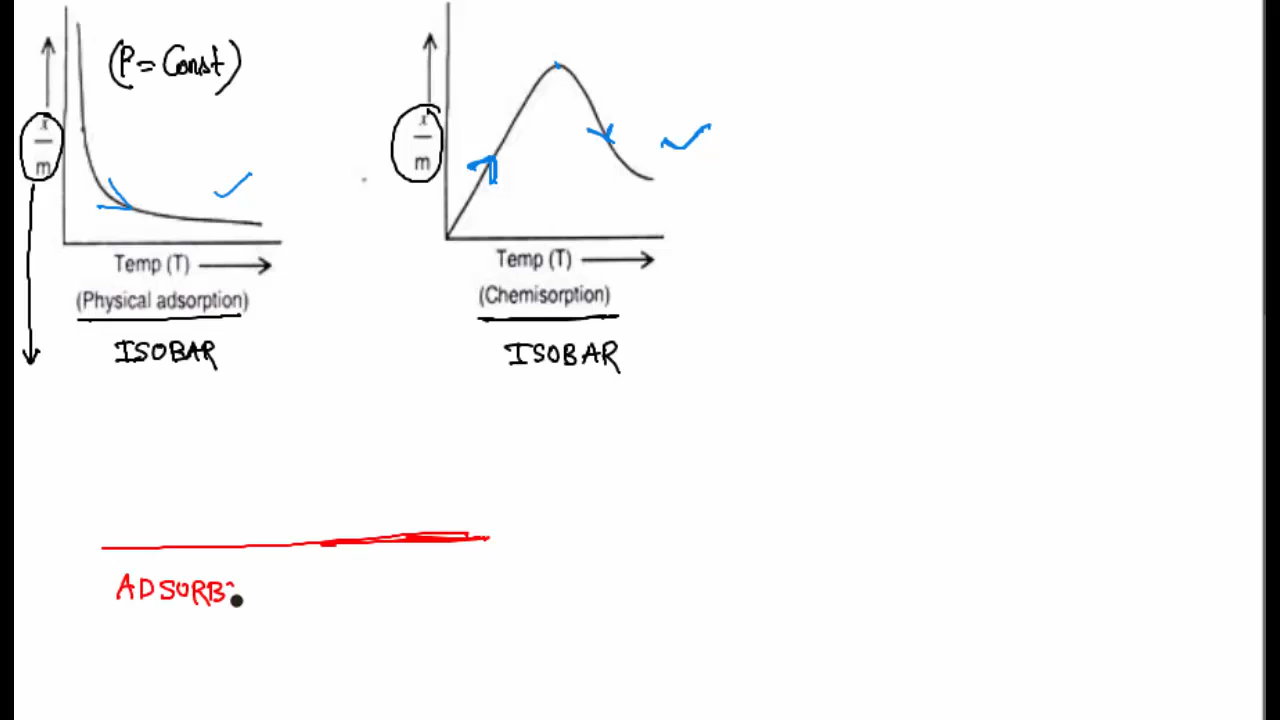 (P = Const)
x
m
Temp (T)
(Physical adsorption)
ISOBAR
x
m
Temp (T)
(Chemisorption)
ISOBAR
ADSORB